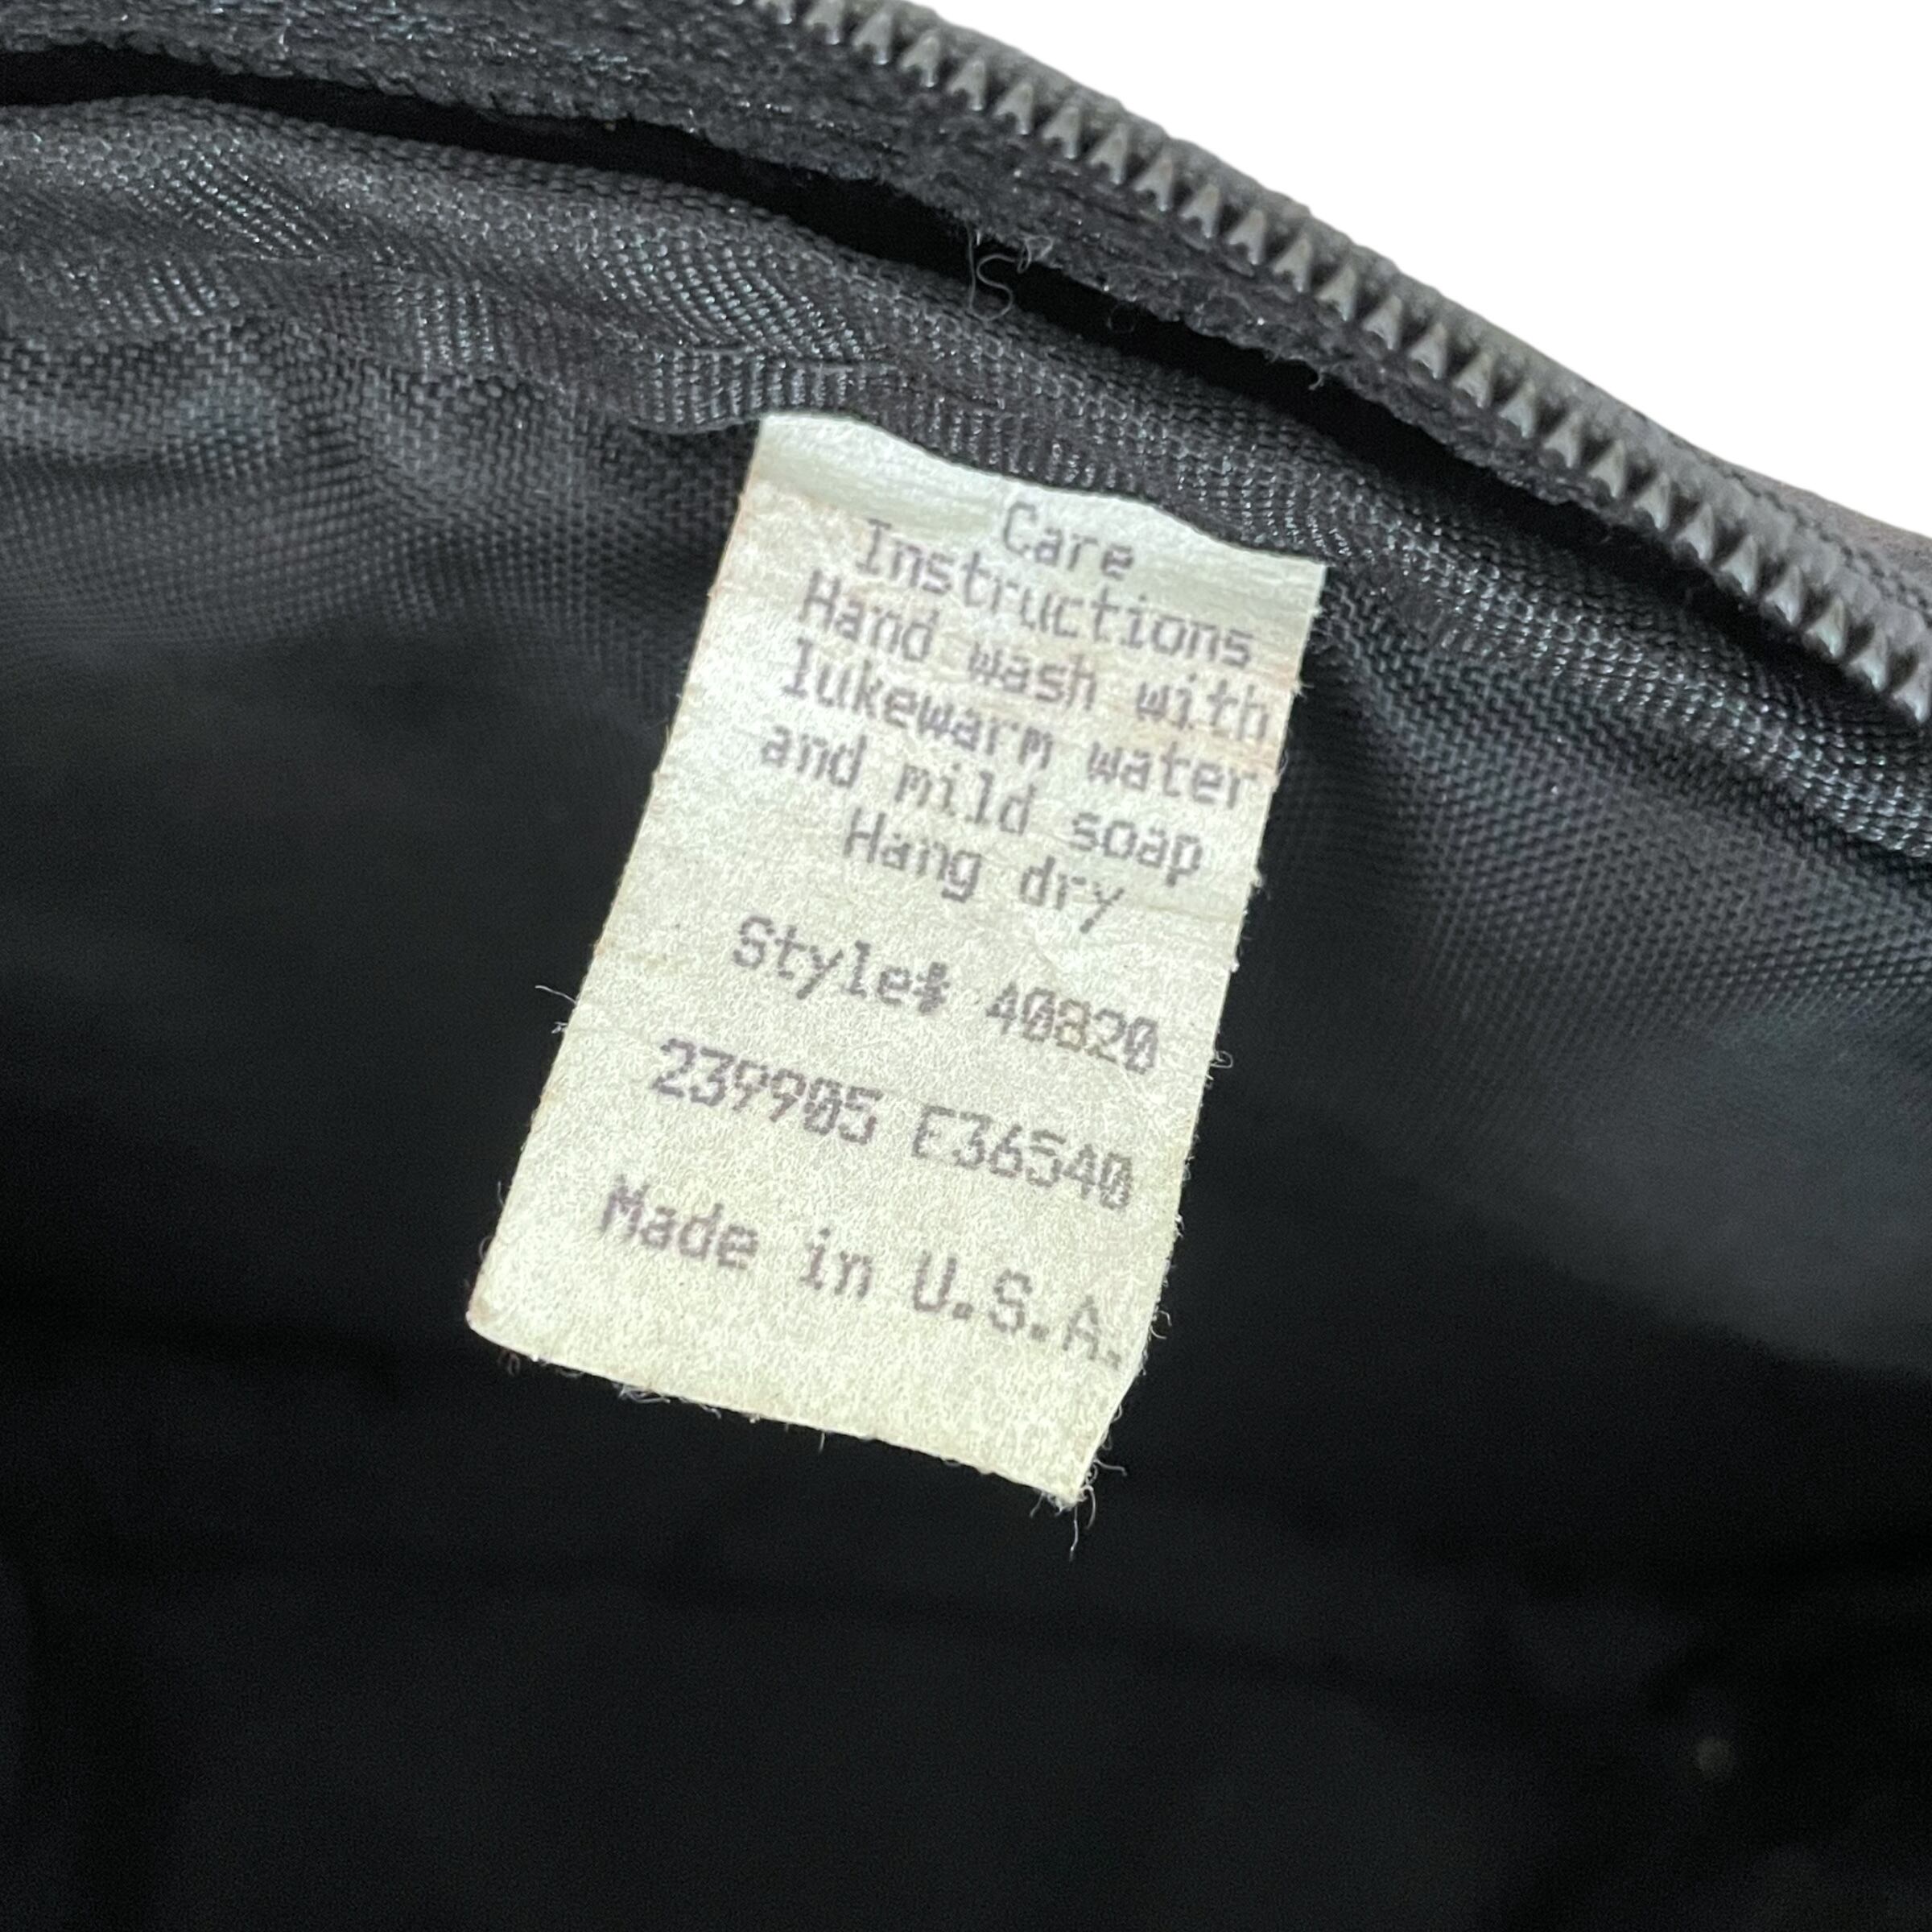 Care
Instructions
Hand wash with
lukewarm water
and mild soap
Hang dry
Style# 40820
239905 E36540
Made in U.S.A.